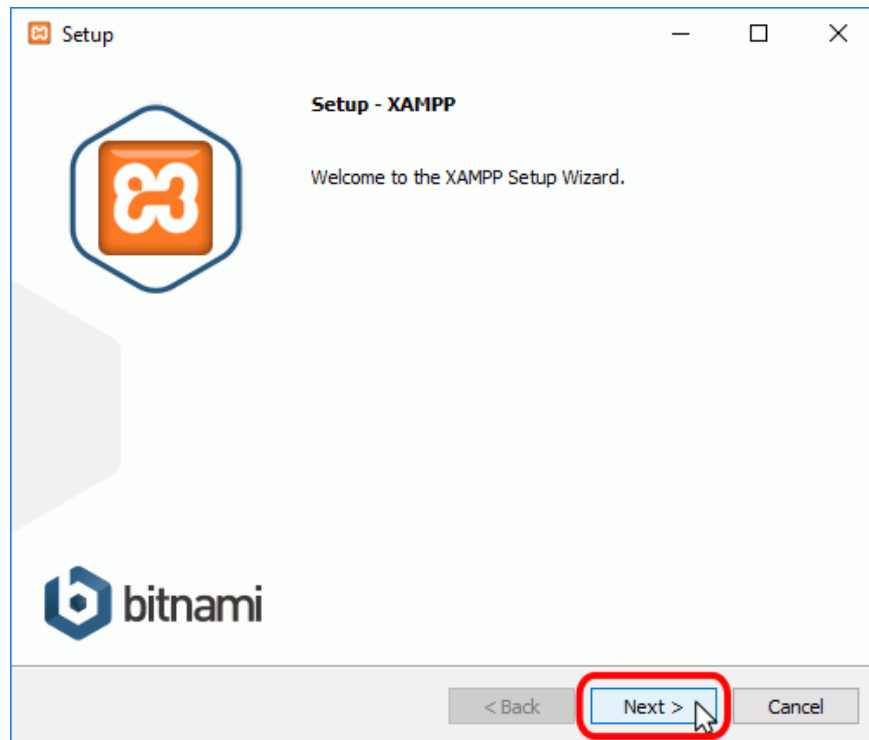 Setup
Setup - XAMPP
Welcome to the XAMPP Setup Wizard.
bitnami
< Back Next > Cancel